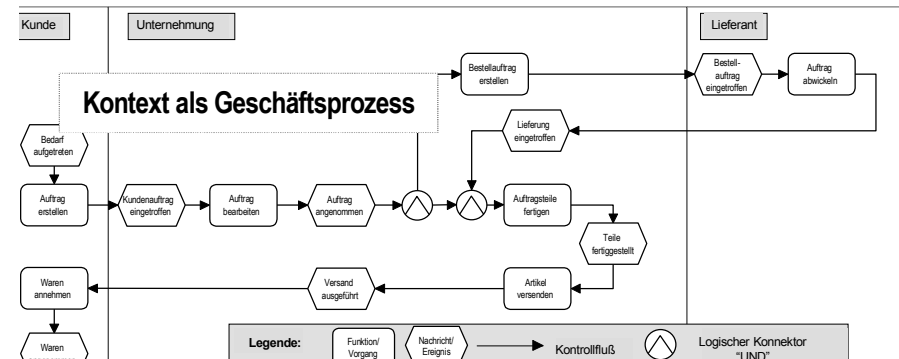 Kunde
Unternehmung
Lieferant
Bestellauftrag
erstellen
Bestell-
auftrag
eingetroffen
Auftrag
abwickeln
Kontext als Geschäftsprozess
Lieferung
eingetroffen
Bedarf
aufgetreten
Auftrag
erstellen
Kundenauftrag
eingetroffen
Auftrag
bearbeiten
Auftrag
angenommen
Auftragsteile
fertigen
Teile
fertiggestellt
Waren
annehmen
Versand
ausgeführt
Artikel
versenden
Waren
Legende:
Funktion/
Vorgang
Nachricht/
Ereignis
Kontrollfluß
Logischer Konnektor
“UND”